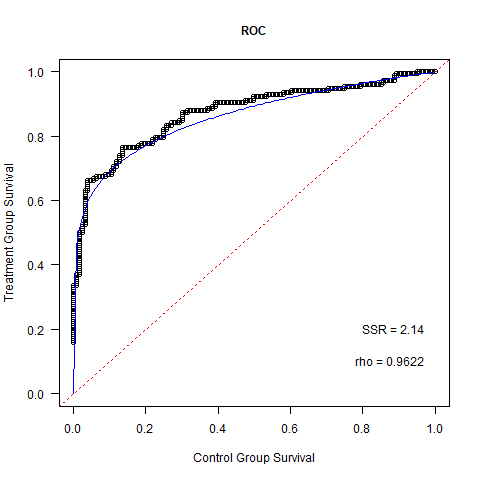 ROC
Treatment Group Survival
1.0
0.8
0.6
0.4
0.2
0.0
SSR = 2.14
rho = 0.9622
0.0 0.2 0.4 0.6 0.8 1.0
Control Group Survival